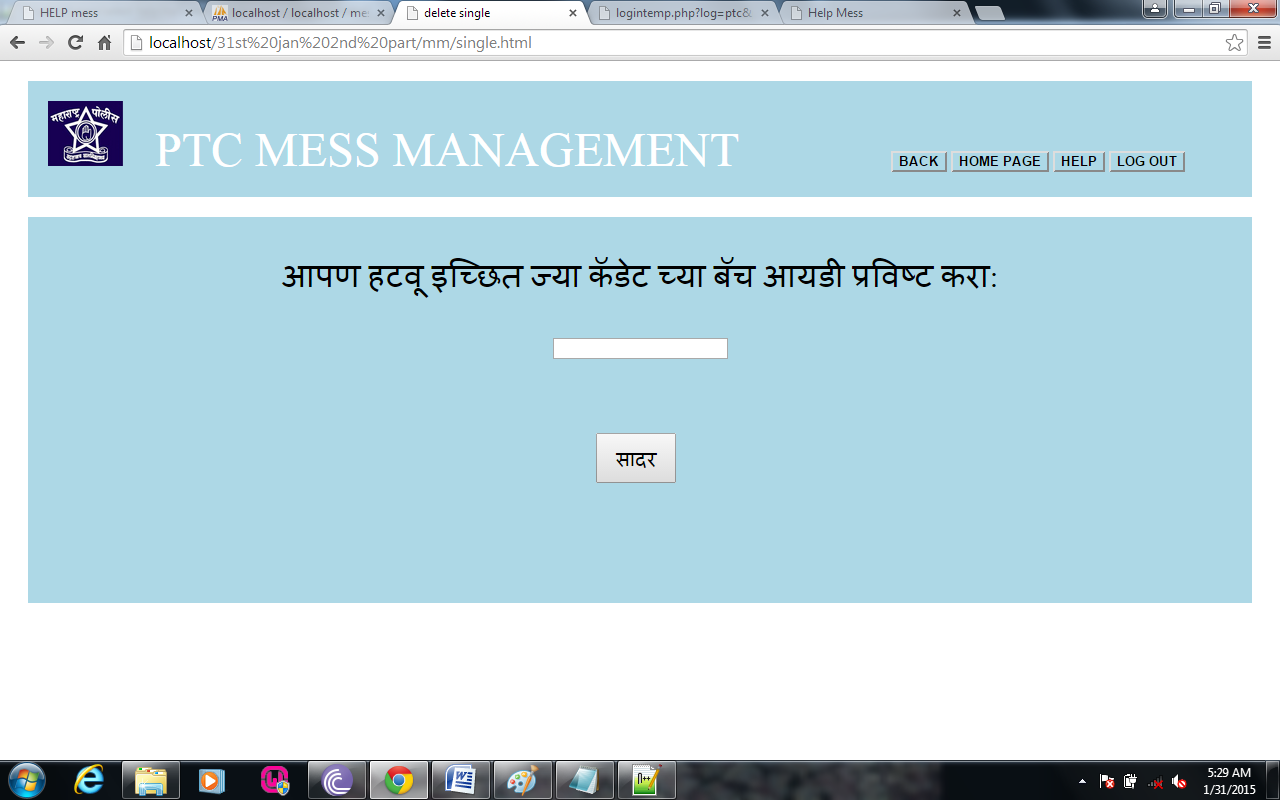 HELP mess
localhost / localhost / me
delete single
logintemp.php?log=ptc&
Help Mess
localhost/31st%20jan%202nd%20part/mm/single.html
महाराष्ट्र पोलीस
PTC MESS MANAGEMENT
BACK HOME PAGE HELP LOG OUT
आपण हटवू इच्छित ज्या कॅडेट च्या बॅच आयडी प्रविष्ट करा:
सादर
5:29 AM
1/31/2015